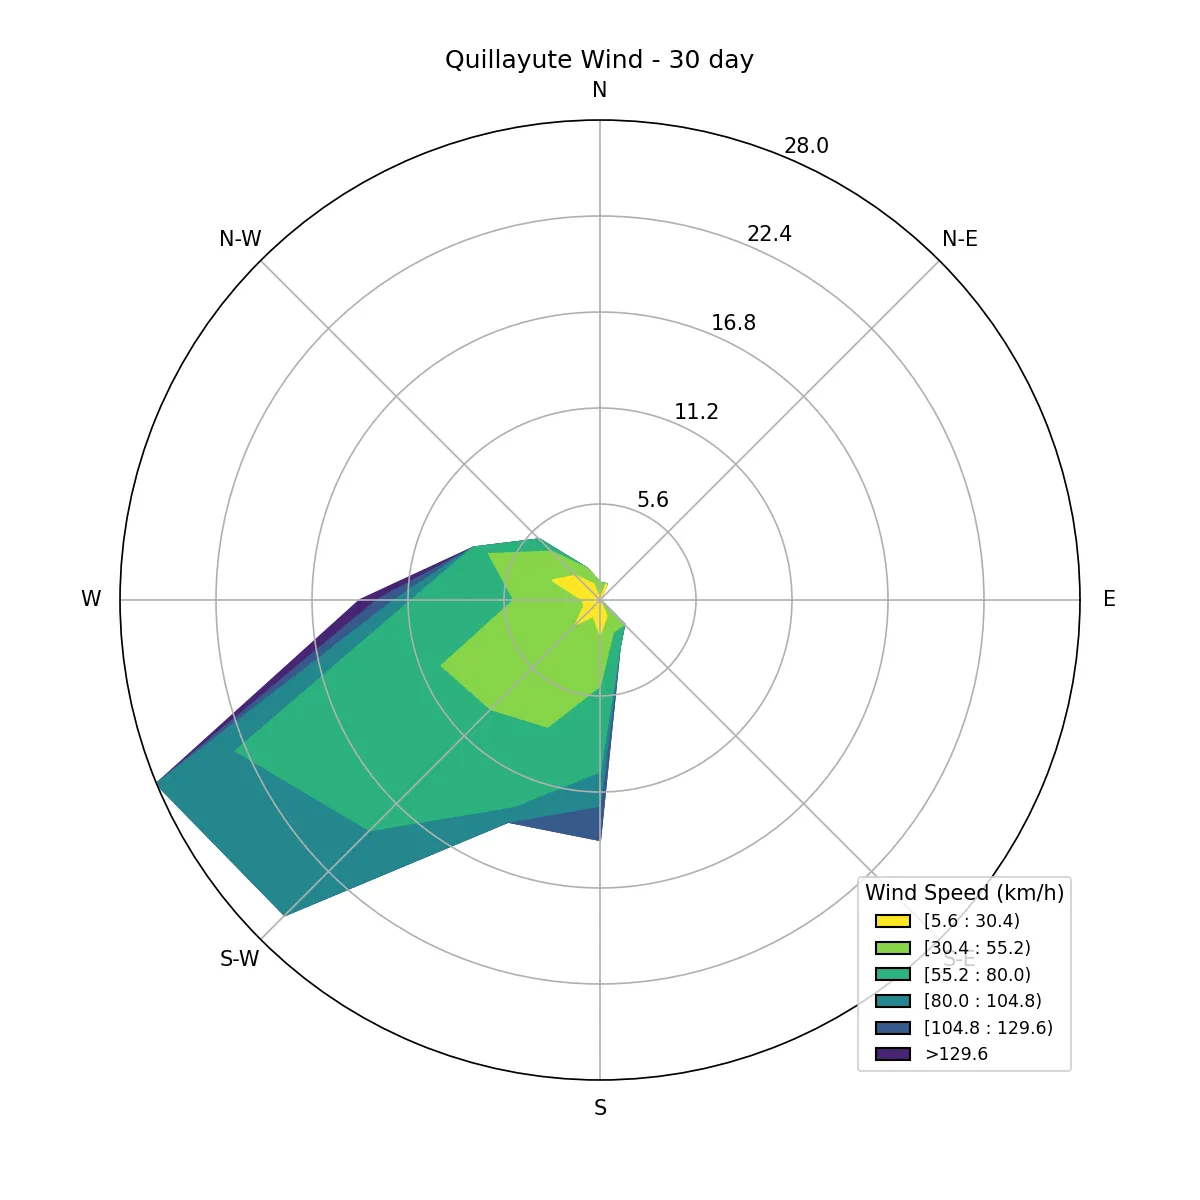 Quillayute Wind - 30 day
N
28.0
N-W
22.4
N-E
16.8
11.2
5.6
W
E
S-W
S-E
S
Wind Speed (km/h)
[5.6 : 30.4)
[30.4 : 55.2)
[55.2 : 80.0)
[80.0 : 104.8)
[104.8 : 129.6)
>129.6